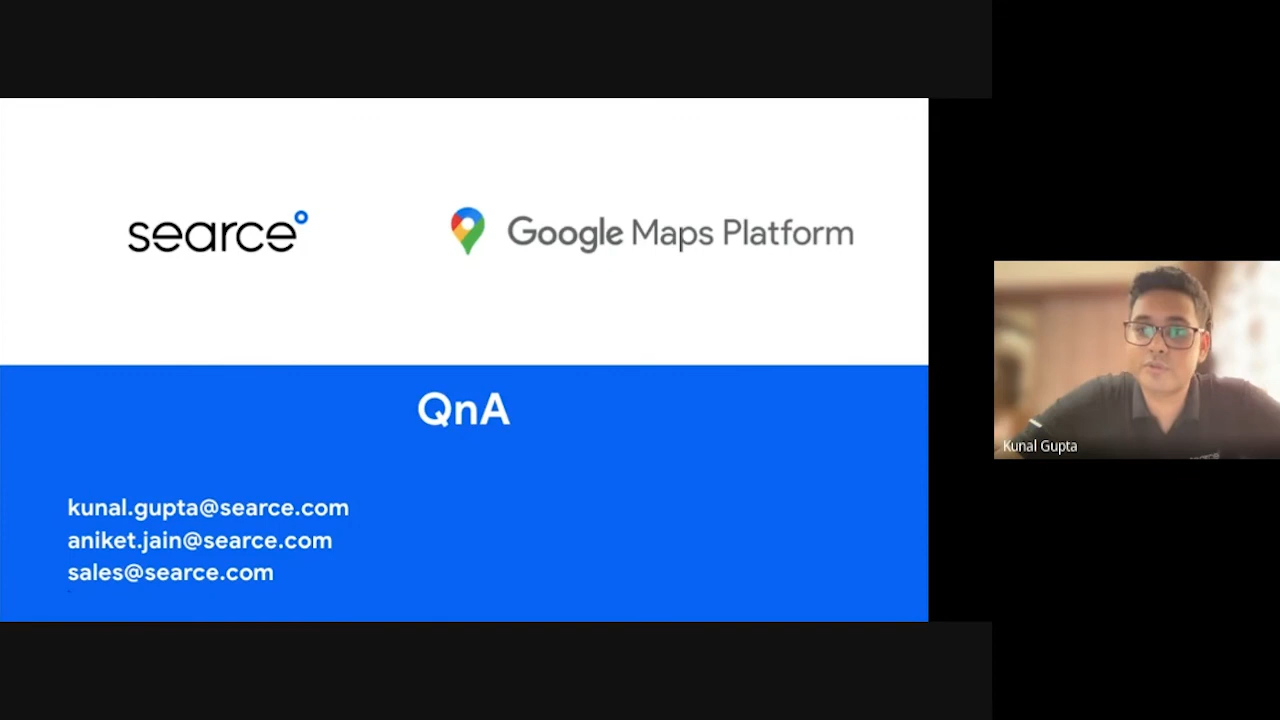 searce
Google Maps Platform
QnA
kunal.gupta@searce.com
aniket.jain@searce.com
sales@searce.com
Kunal Gupta